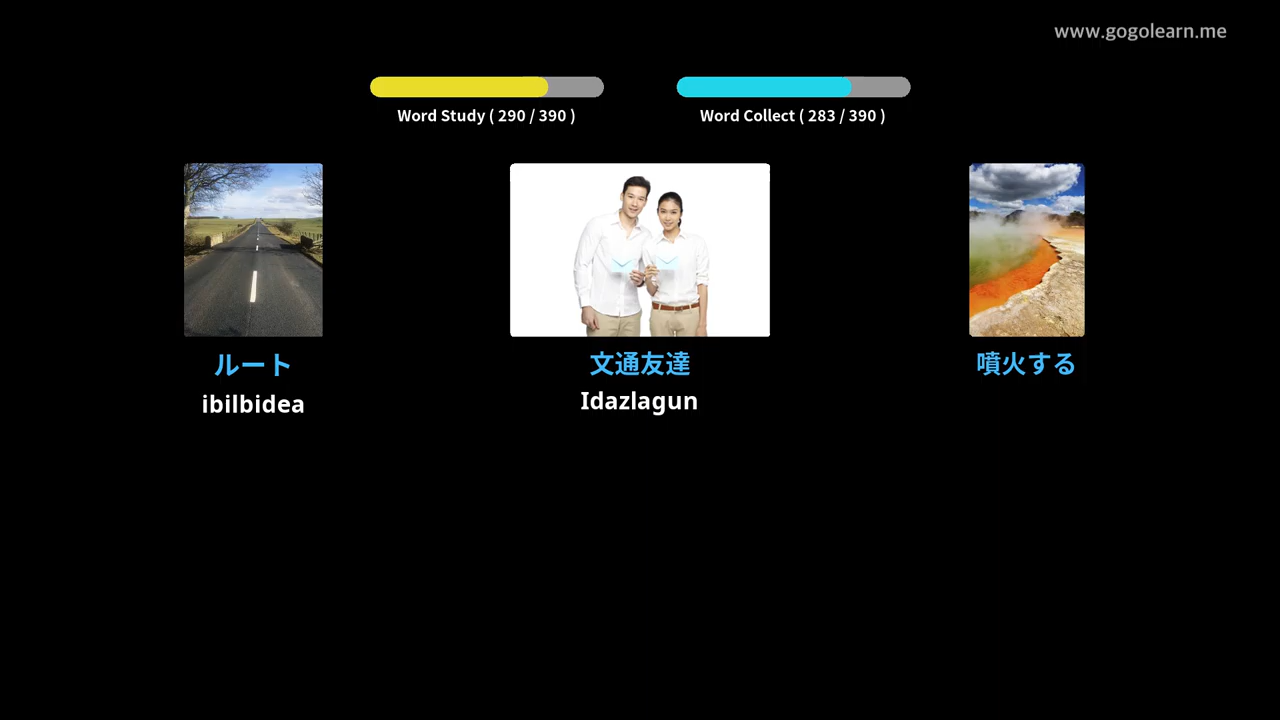 www.gogolearn.me
Word Study ( 290 / 390 )
Word Collect ( 283 / 390 )
ルート
ibilbidea
文通友達
Idazlagun
噴火する